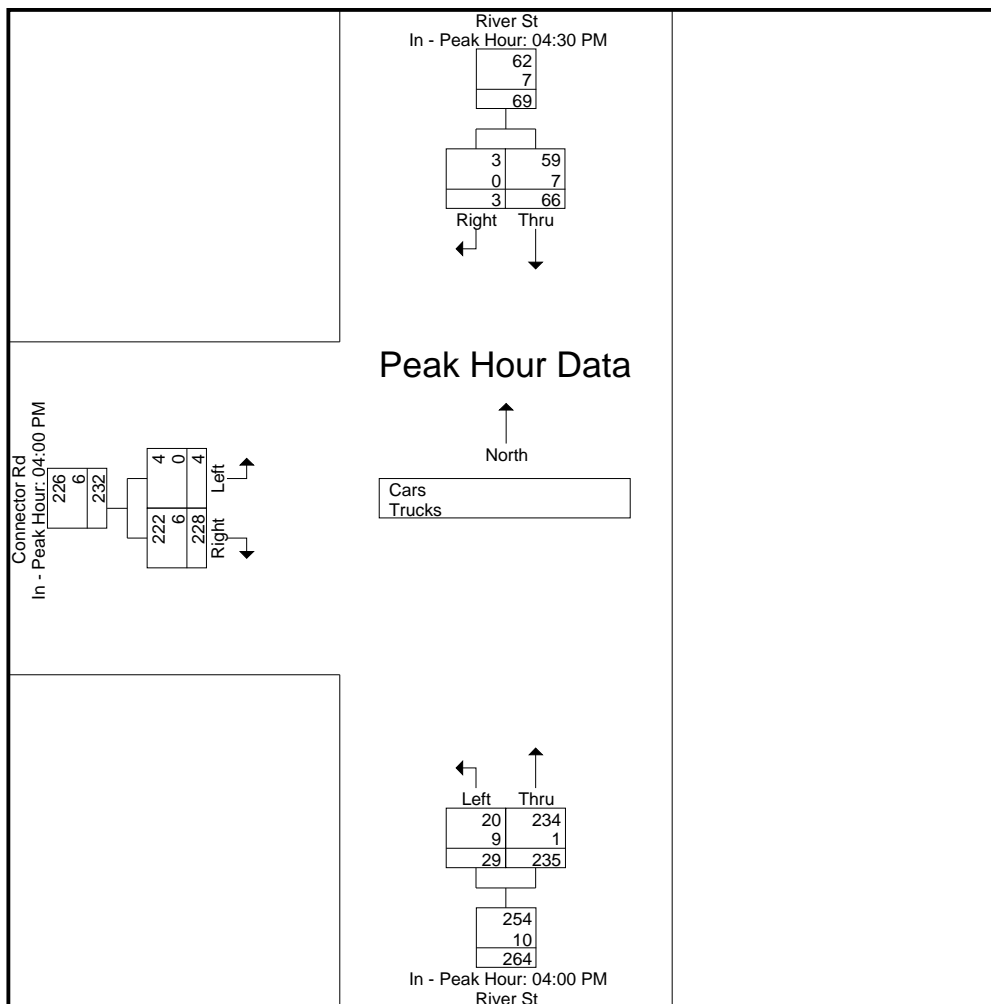 River St
In - Peak Hour: 04:30 PM
62
7
69
3 59
0 7
3 66
Right Thru
Peak Hour Data
North
Cars
Trucks
Connector Rd
In - Peak Hour: 04:00 PM
226
6
232
4 0 4
Left
222 6 228
Right
Left Thru
20 234
9 1
29 235
254
10
264
In - Peak Hour: 04:00 PM
River St